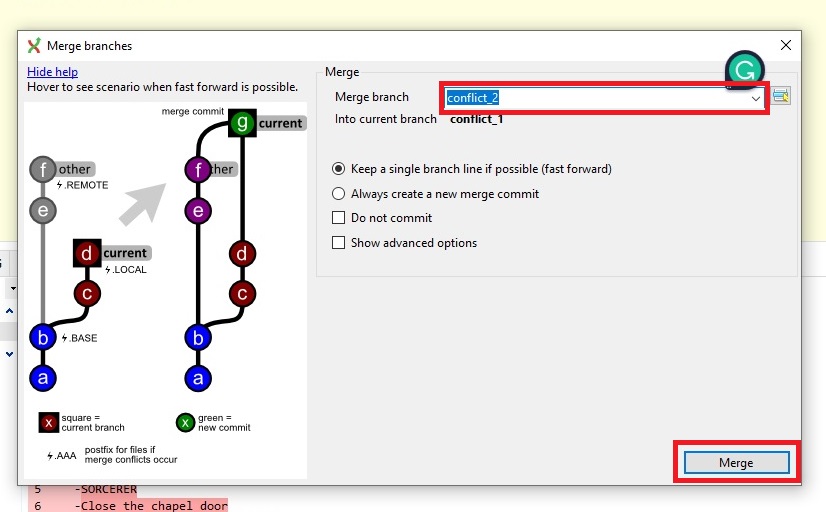 Merge branches
Hide help
Hover to see scenario when fast forward is possible.
merge commit
g current
f other
.REMOTE
f ther
e
e
d current
.LOCAL
d
c
c
b .BASE
b
a
a
x square =
current branch
x green =
new commit
.AAA postfix for files if
merge conflicts occur
Merge
G
Merge branch conflict_2
Into current branch conflict_1
Keep a single branch line if possible (fast forward)
Always create a new merge commit
Do not commit
Show advanced options
Merge
5 -SORCERER
6 -Close the chapel door